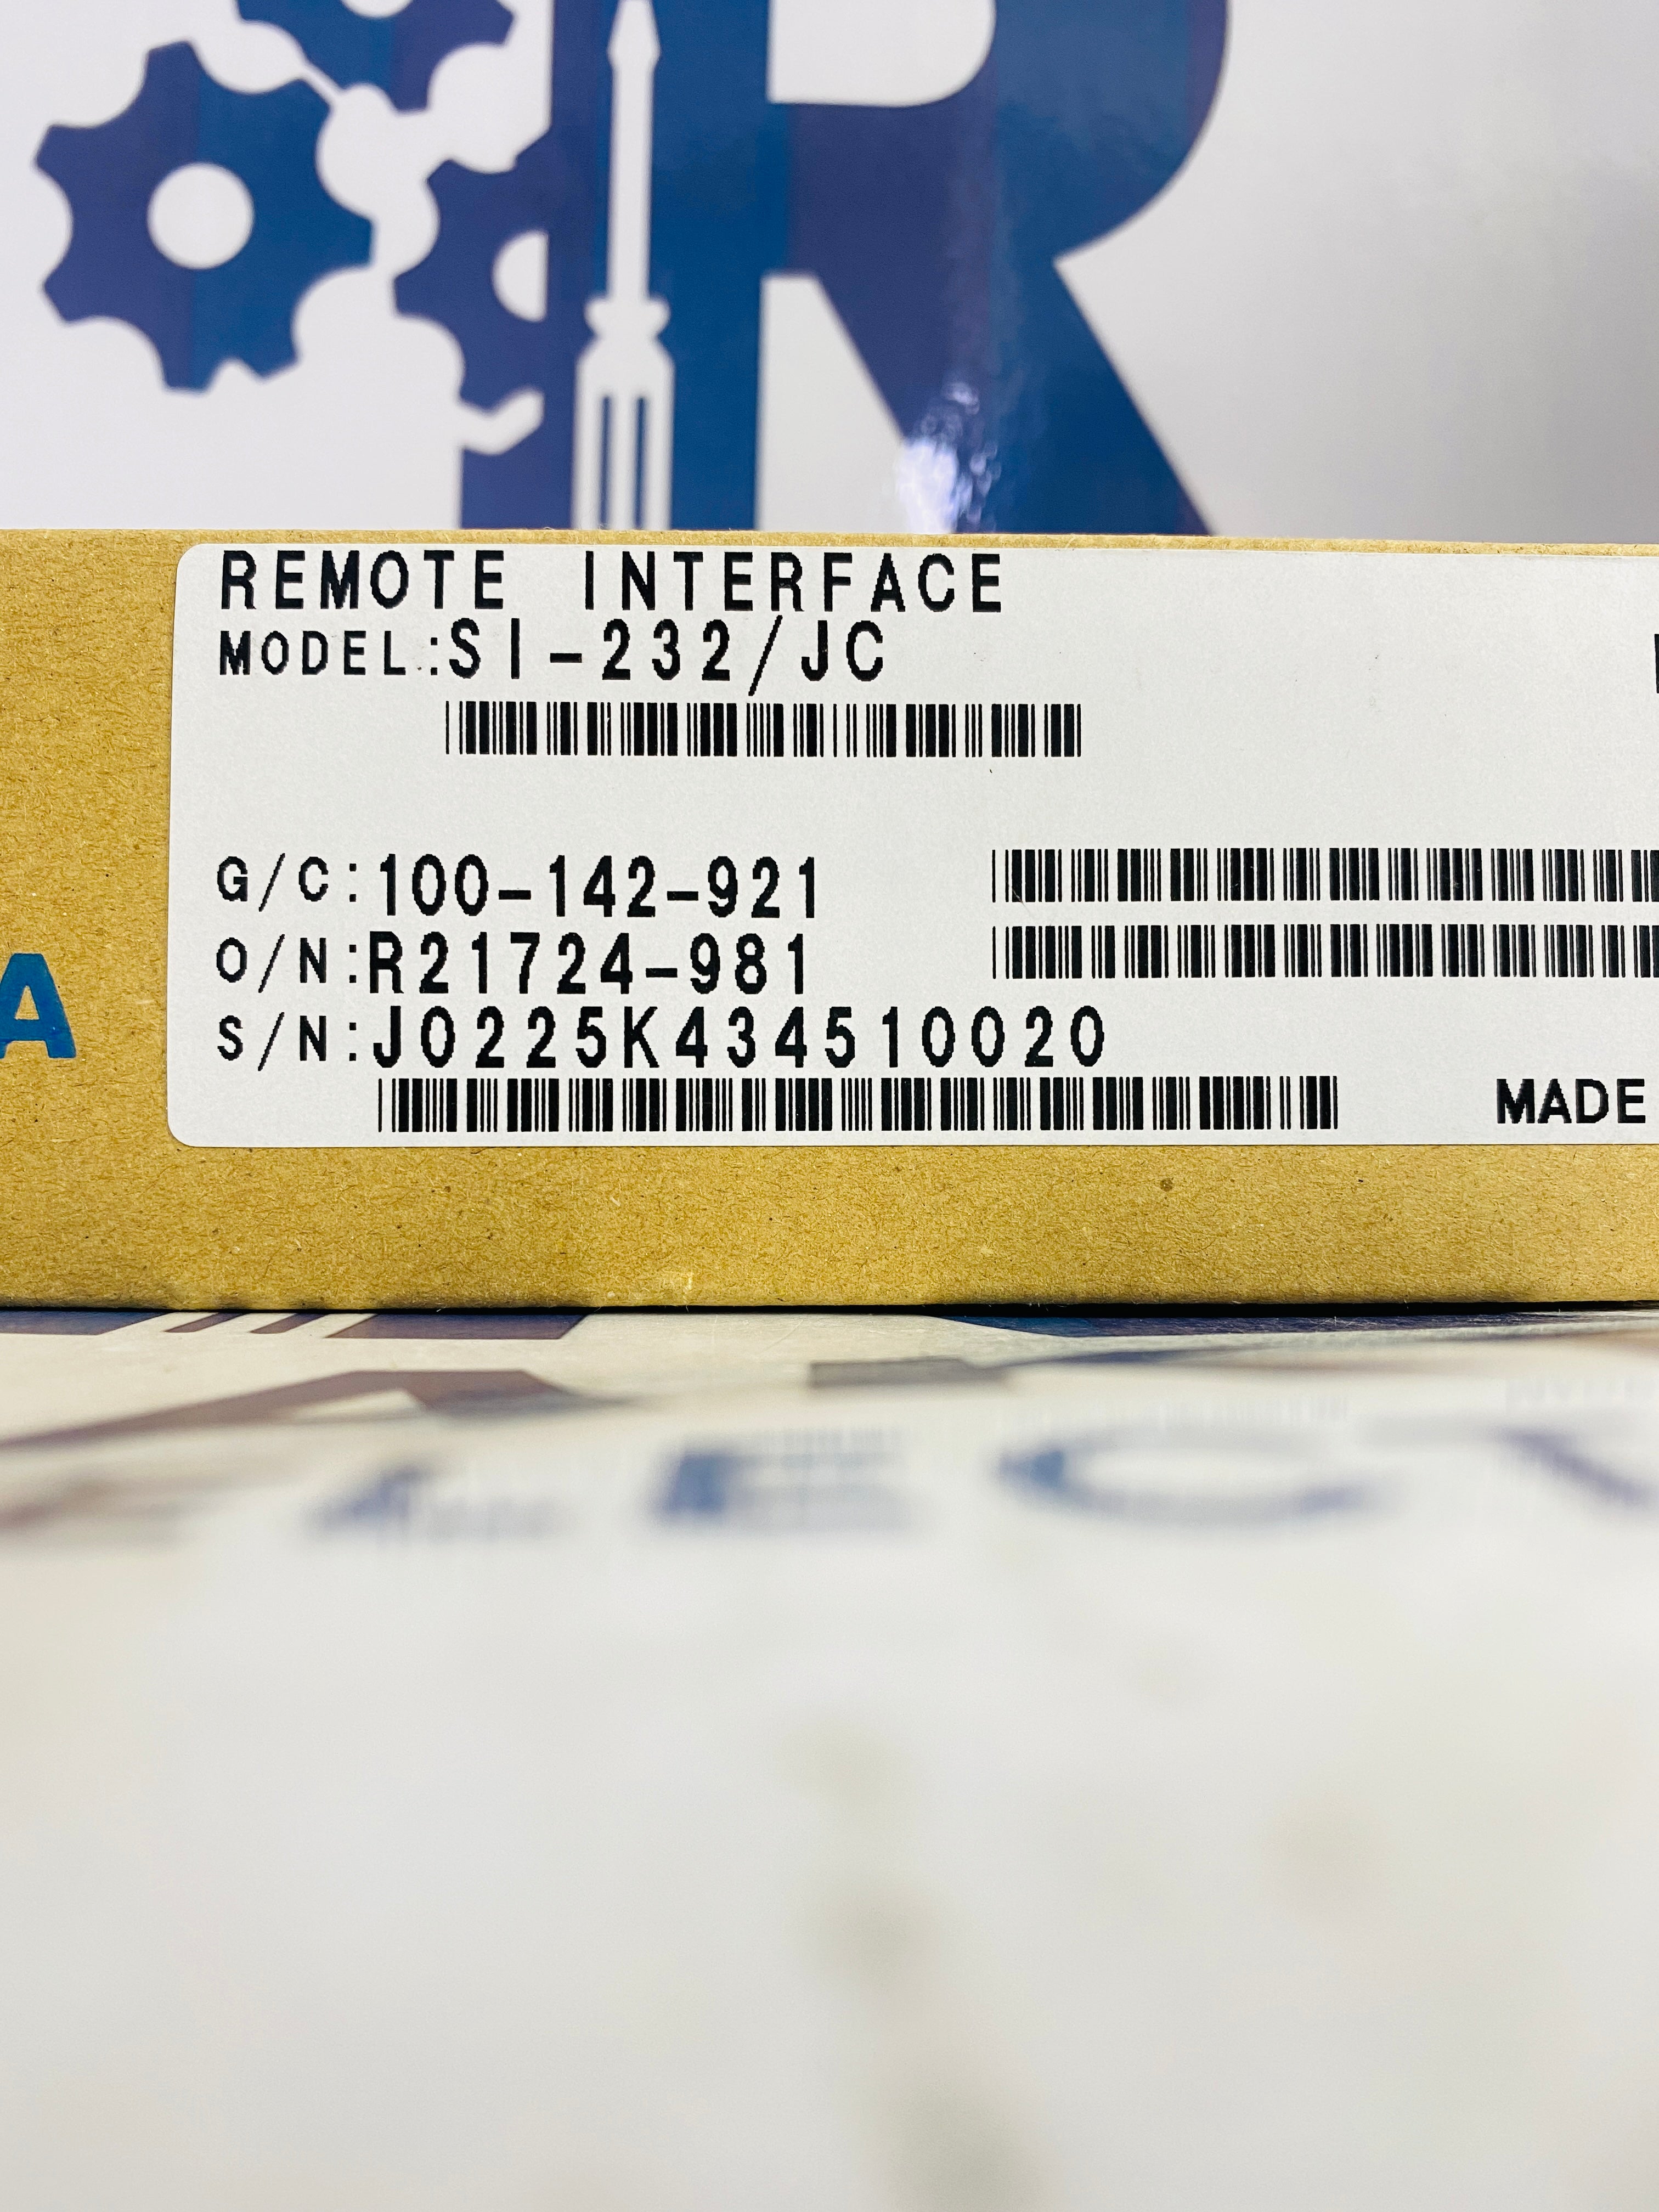 R
REMOTE INTERFACE
MODEL:SI-232/JC
G/C:100-142-921
O/N:R21724-981
S/N:J0225K434510020
MADE
A